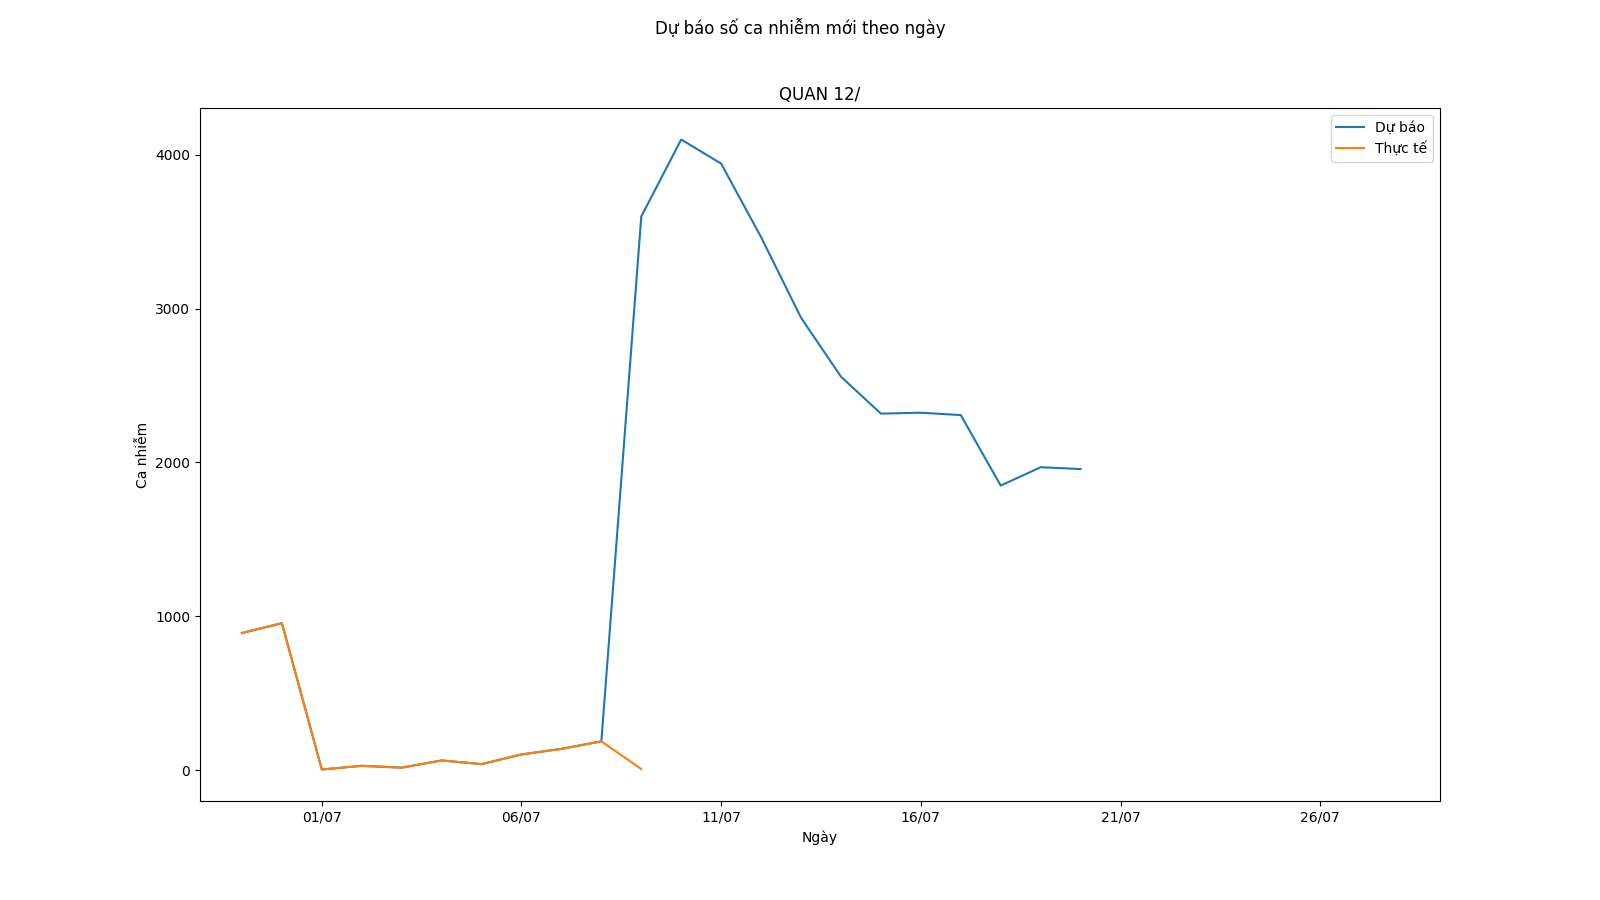 Dự báo số ca nhiễm mới theo ngày
QUAN 12/
Dự báo
Thực tế
Ca nhiễm
4000
3000
2000
1000
0
01/07
06/07
11/07
16/07
21/07
26/07
Ngày